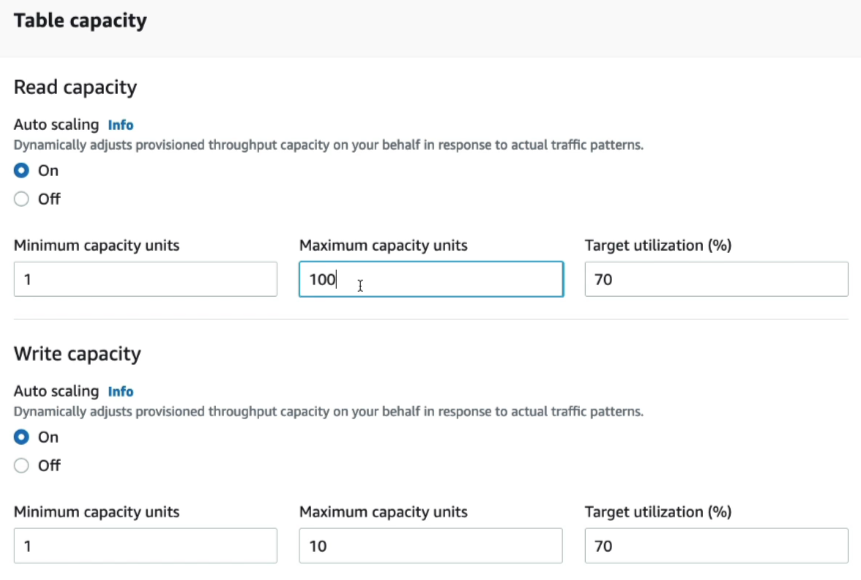 Table capacity
Read capacity
Auto scaling Info
Dynamically adjusts provisioned throughput capacity on your behalf in response to actual traffic patterns.
On
Off
Minimum capacity units Maximum capacity units Target utilization (%)
1 100 70
Write capacity
Auto scaling Info
Dynamically adjusts provisioned throughput capacity on your behalf in response to actual traffic patterns.
On
Off
Minimum capacity units Maximum capacity units Target utilization (%)
1 10 70